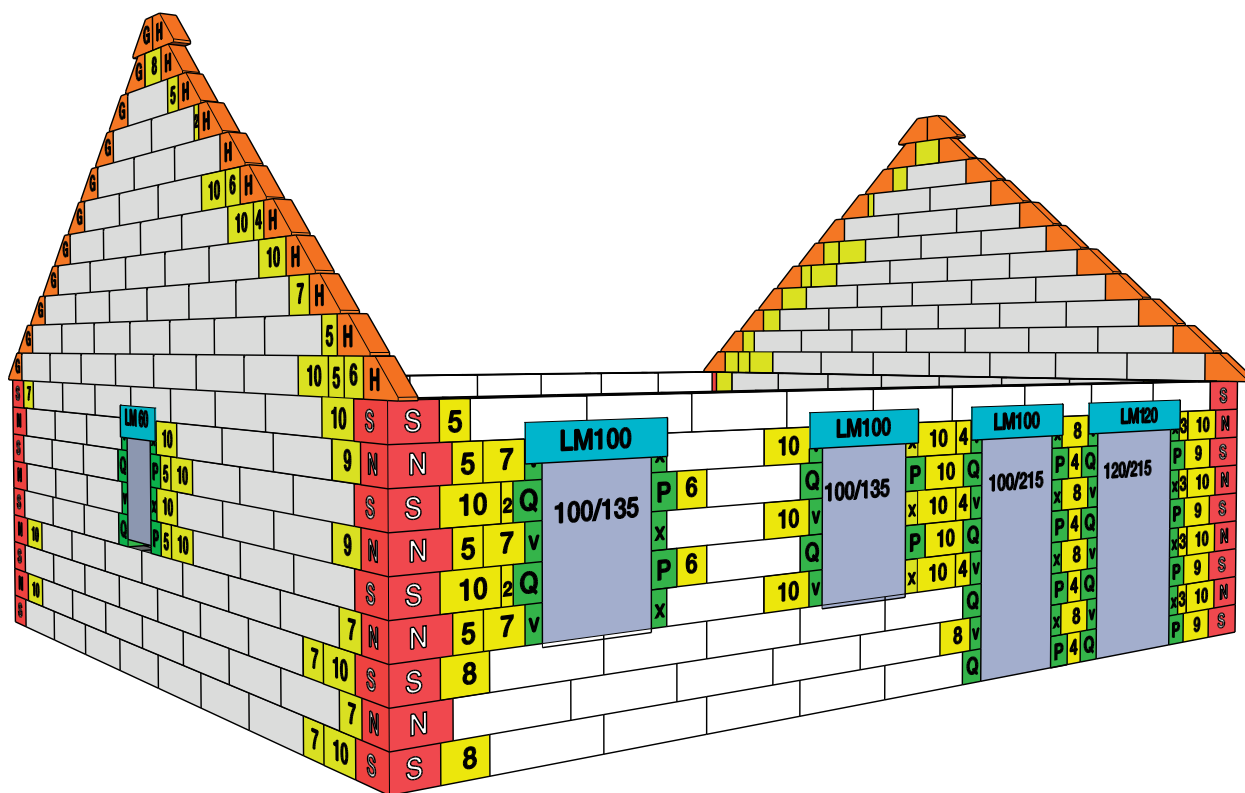 G H
G 8 H
5 H
G 2 H
G H
G 10 6 H
G 10 4 H
G 10 H
G 7 H
G 5 H
G 10 5 6 H
S 7 10 S S 5 S
LM 60 LM100 LM100 LM100 LM120
N 10 9 N N 5 7 10 x 10 4 x 8 x 3 10 N
S Q P 5 10 S S 10 2 Q P 6 Q P 10 Q P 4 Q P 9 S
100/135 100/135 100/215 120/215
S v x 10 9 N N 5 7 v x 10 v x 10 4 v x 8 v x 3 10 N
N 10 Q P 5 10 S S 10 2 Q P 6 Q P 10 Q P 4 Q P 9 S
S 7 N N 5 7 v x 10 v x 10 4 v x 8 v x 3 10 N
N 10 7 10 S S 8 Q P 4 Q P 9 S
S 7 N N 8 v x 8 v x 3 10 N
7 10 S S 8 Q P 4 Q P 9 S